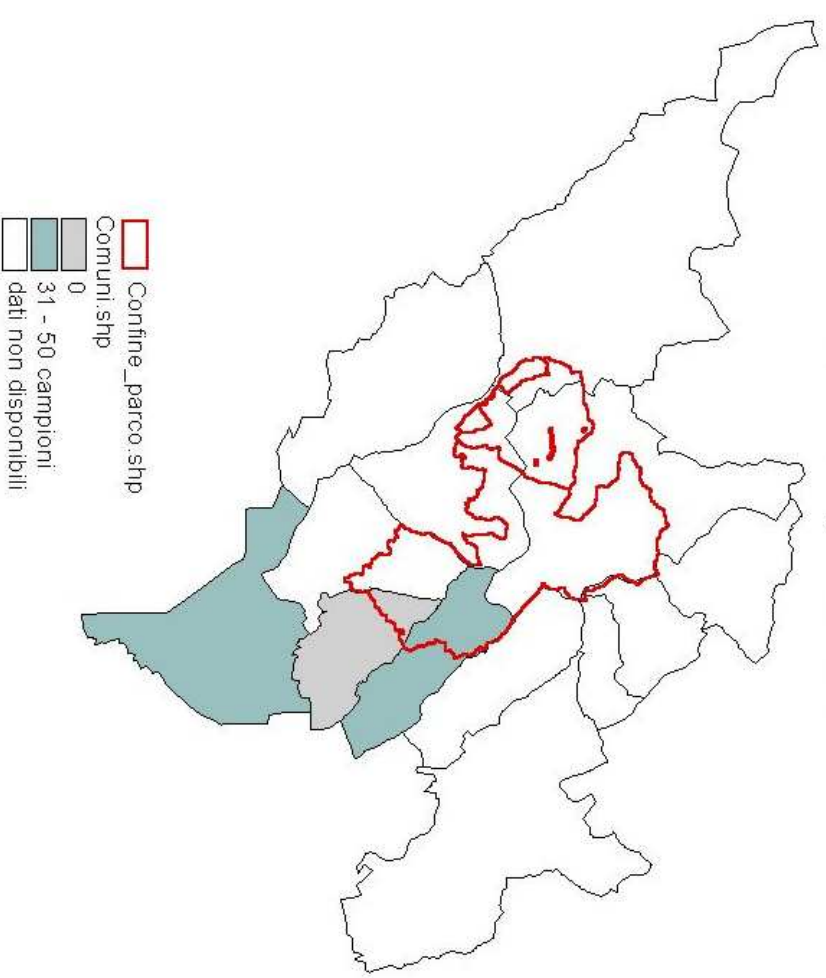 Confine_parco.shp
Comuni.shp
0
31 - 50 campioni
dati non disponibili